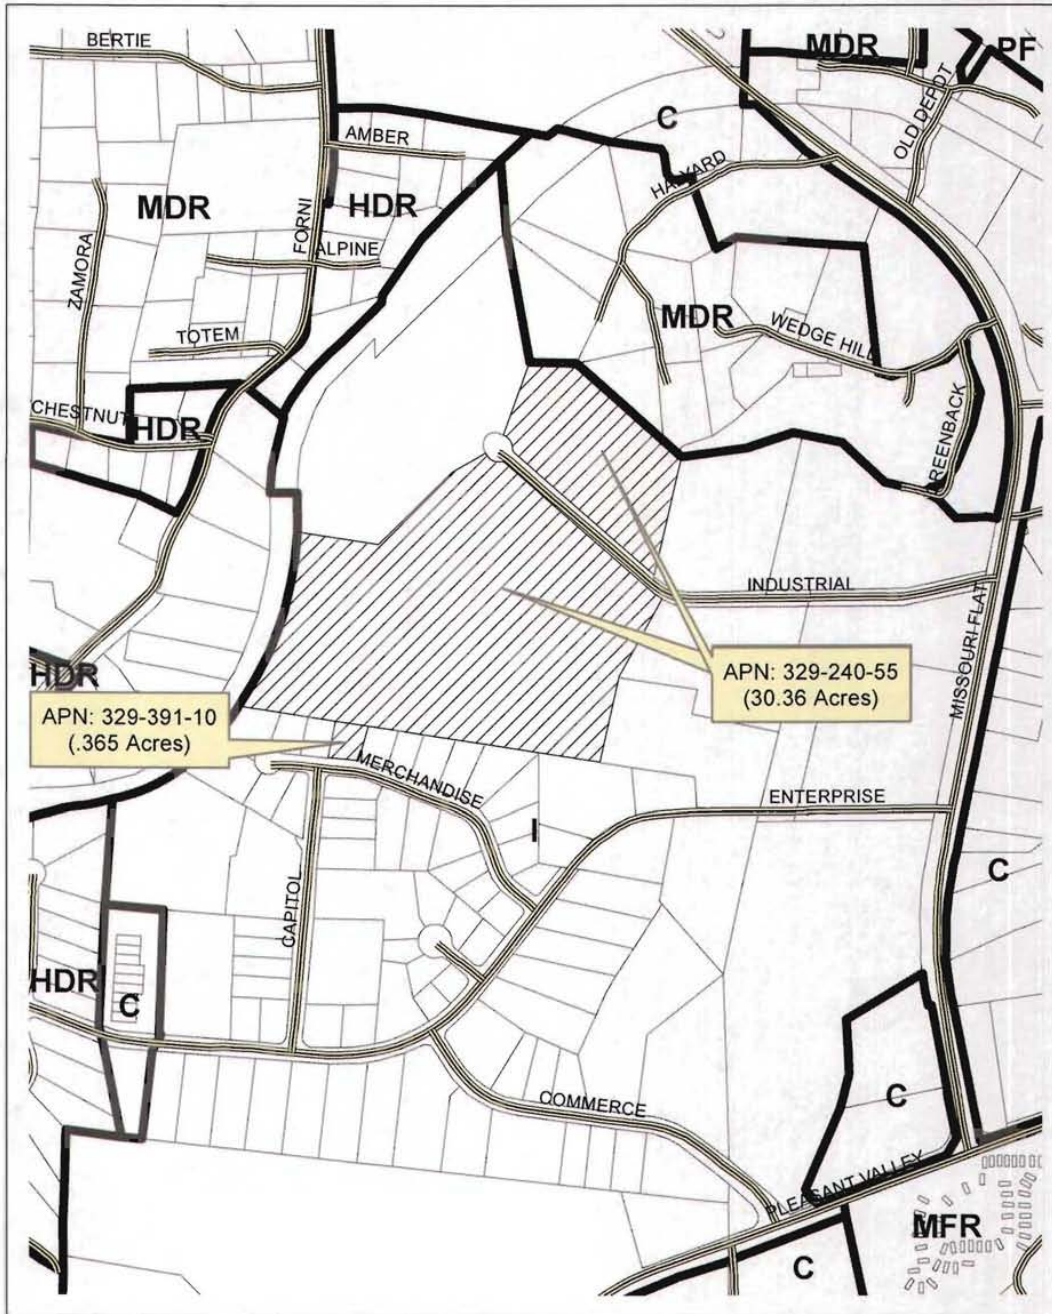 BERTIE
MDR
PF
OLD DEPOT
C
AMBER
HALYARD
MDR
HDR
FORNI
ALPINE
ZAMORA
MDR
WEDGE HILL
TOTEM
CHESTNUT
HDR
REENBACK
INDUSTRIAL
MISSOURI FLAT
HDR
APN: 329-240-55
(30.36 Acres)
APN: 329-391-10
(.365 Acres)
MERCHANDISE
ENTERPRISE
I
C
CAPITOL
HDR
C
COMMERCE
C
PLEASANT VALLEY
MFR
C